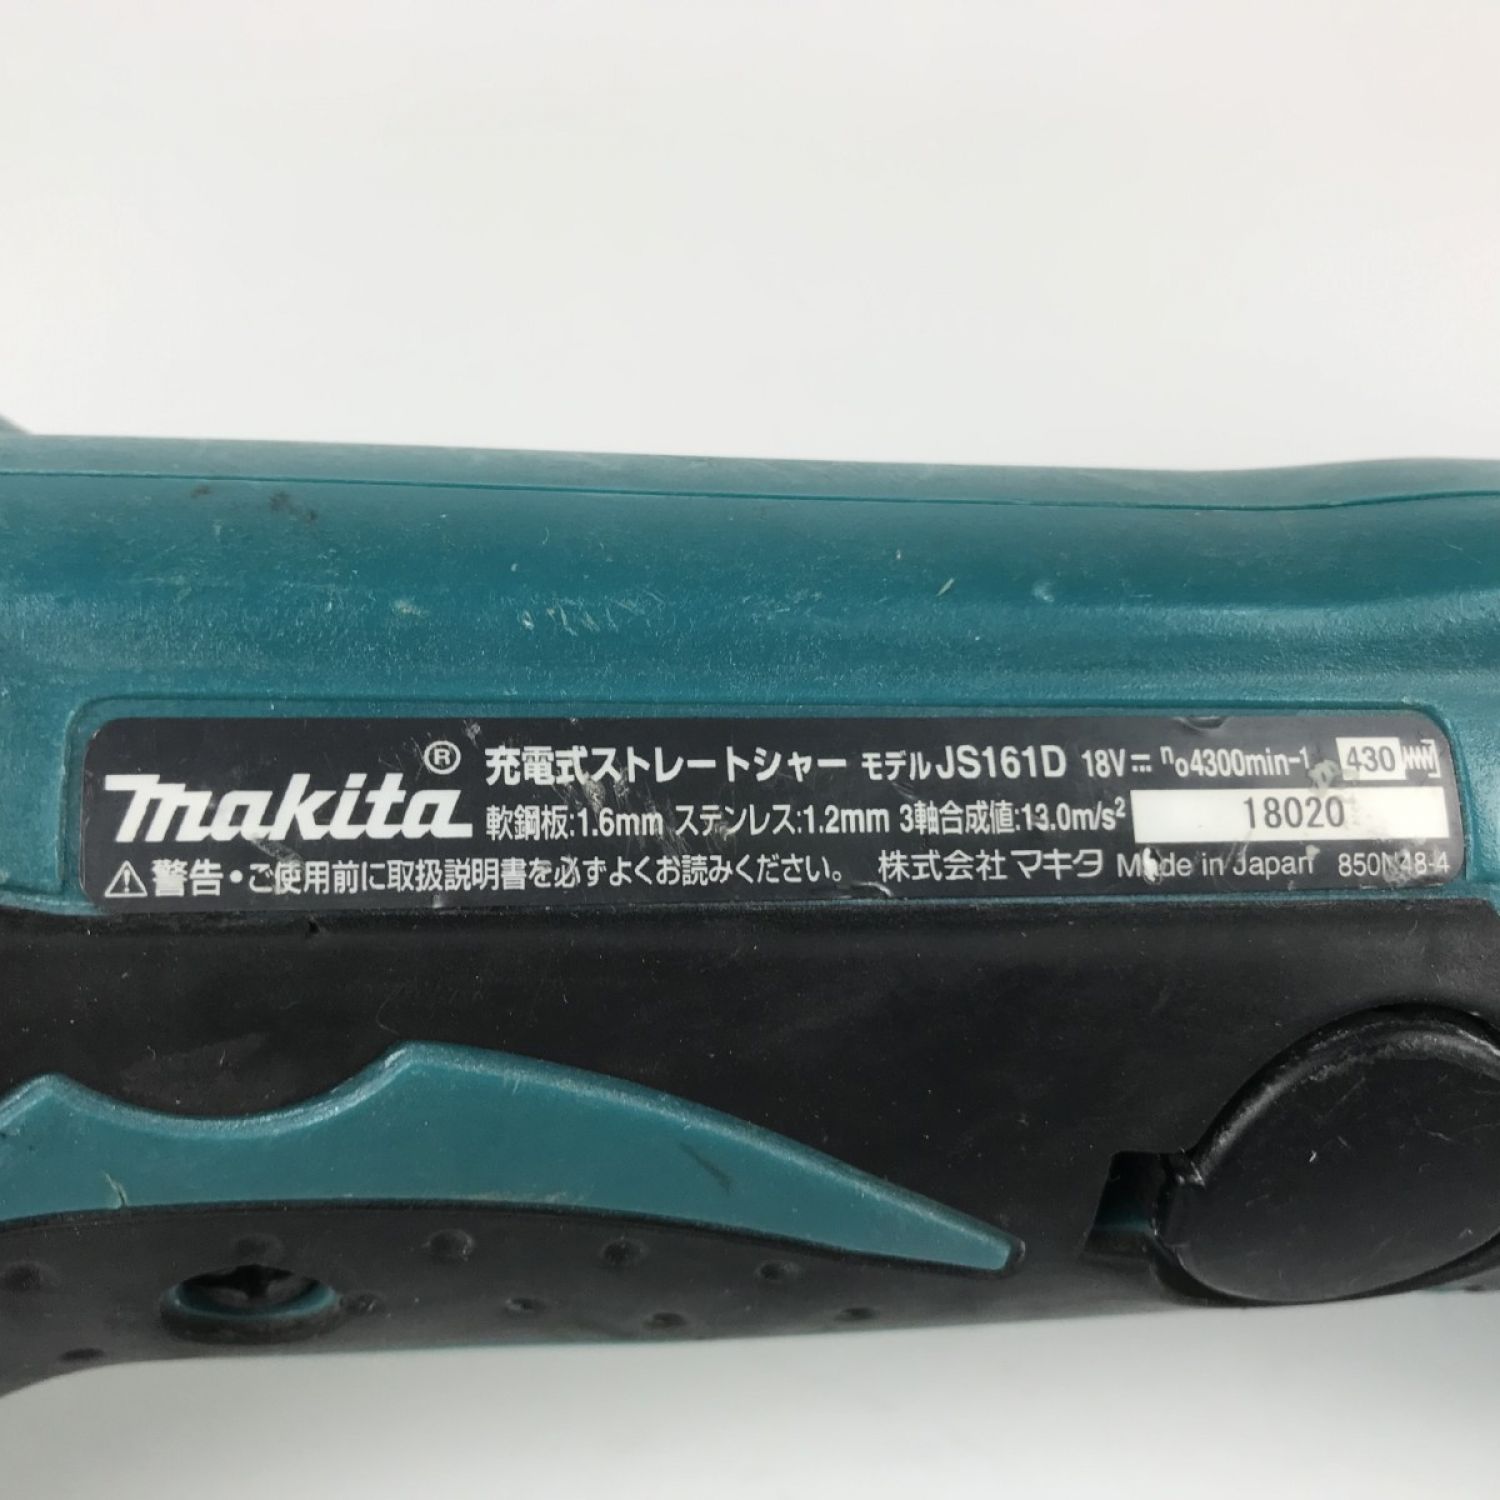 makita® 充電式ストレートシャー モデル JS161D 18V⎓ n₀4300min-1 430
軟鋼板:1.6mm ステンレス:1.2mm 3軸合成値:13.0m/s² 18020
⚠警告・ご使用前に取扱説明書を必ずよくお読みください。 株式会社マキタ Made in Japan 850N48-4